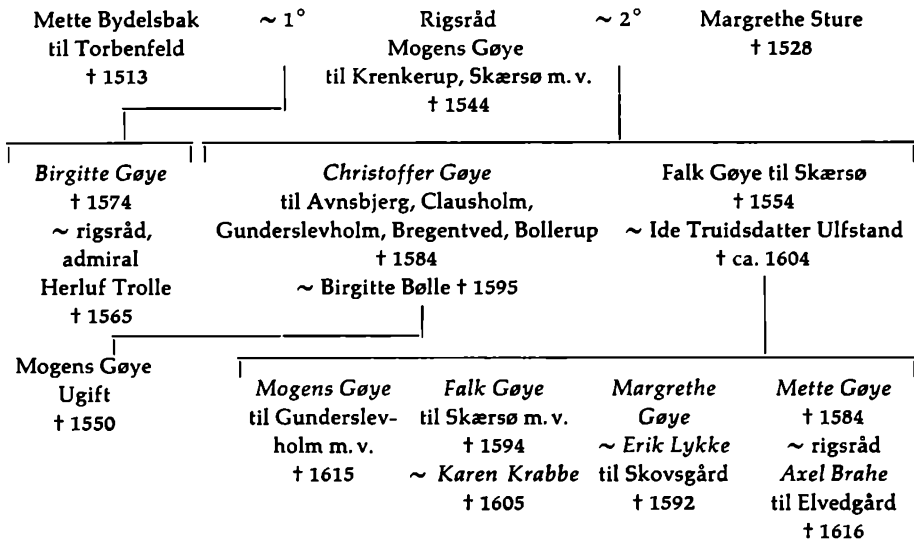 Mette Bydelsbak
til Torbenfeld
† 1513
~ 1°
Rigsråd
Mogens Gøye
til Krenkerup, Skærsø m. v.
† 1544
~ 2°
Margrethe Sture
† 1528
Birgitte Gøye
† 1574
~ rigsråd,
admiral
Herluf Trolle
† 1565
Christoffer Gøye
til Avnsbjerg, Clausholm,
Gunderslevholm, Bregentved, Bollerup
† 1584
~ Birgitte Bølle † 1595
Falk Gøye til Skærsø
† 1554
~ Ide Truidsdatter Ulfstand
† ca. 1604
Mogens Gøye
Ugift
† 1550
Mogens Gøye
til Gunderslev-
holm m. v.
† 1615
Falk Gøye
til Skærsø m. v.
† 1594
~ Karen Krabbe
† 1605
Margrethe
Gøye
~ Erik Lykke
til Skovsgård
† 1592
Mette Gøye
† 1584
~ rigsråd
Axel Brahe
til Elvedgård
† 1616